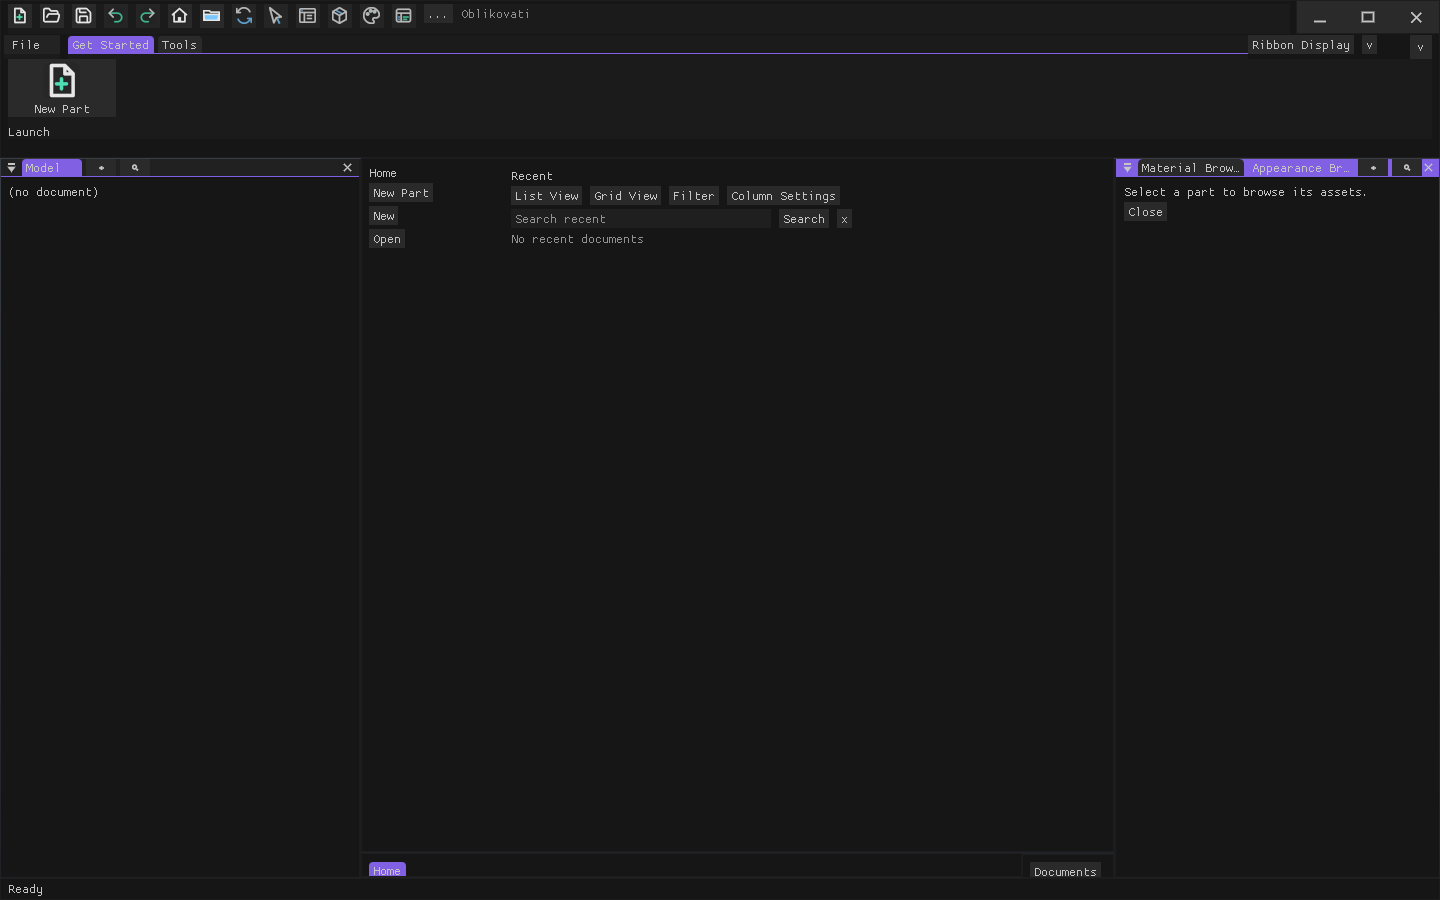 ... Oblikovati
File Get Started Tools Ribbon Display v v
New Part
Launch
Model
(no document)
Home
New Part
New
Open
Recent
List View Grid View Filter Column Settings
Search recent Search x
No recent documents
Material Brow… Appearance Br…
Select a part to browse its assets.
Close
Home Documents
Ready